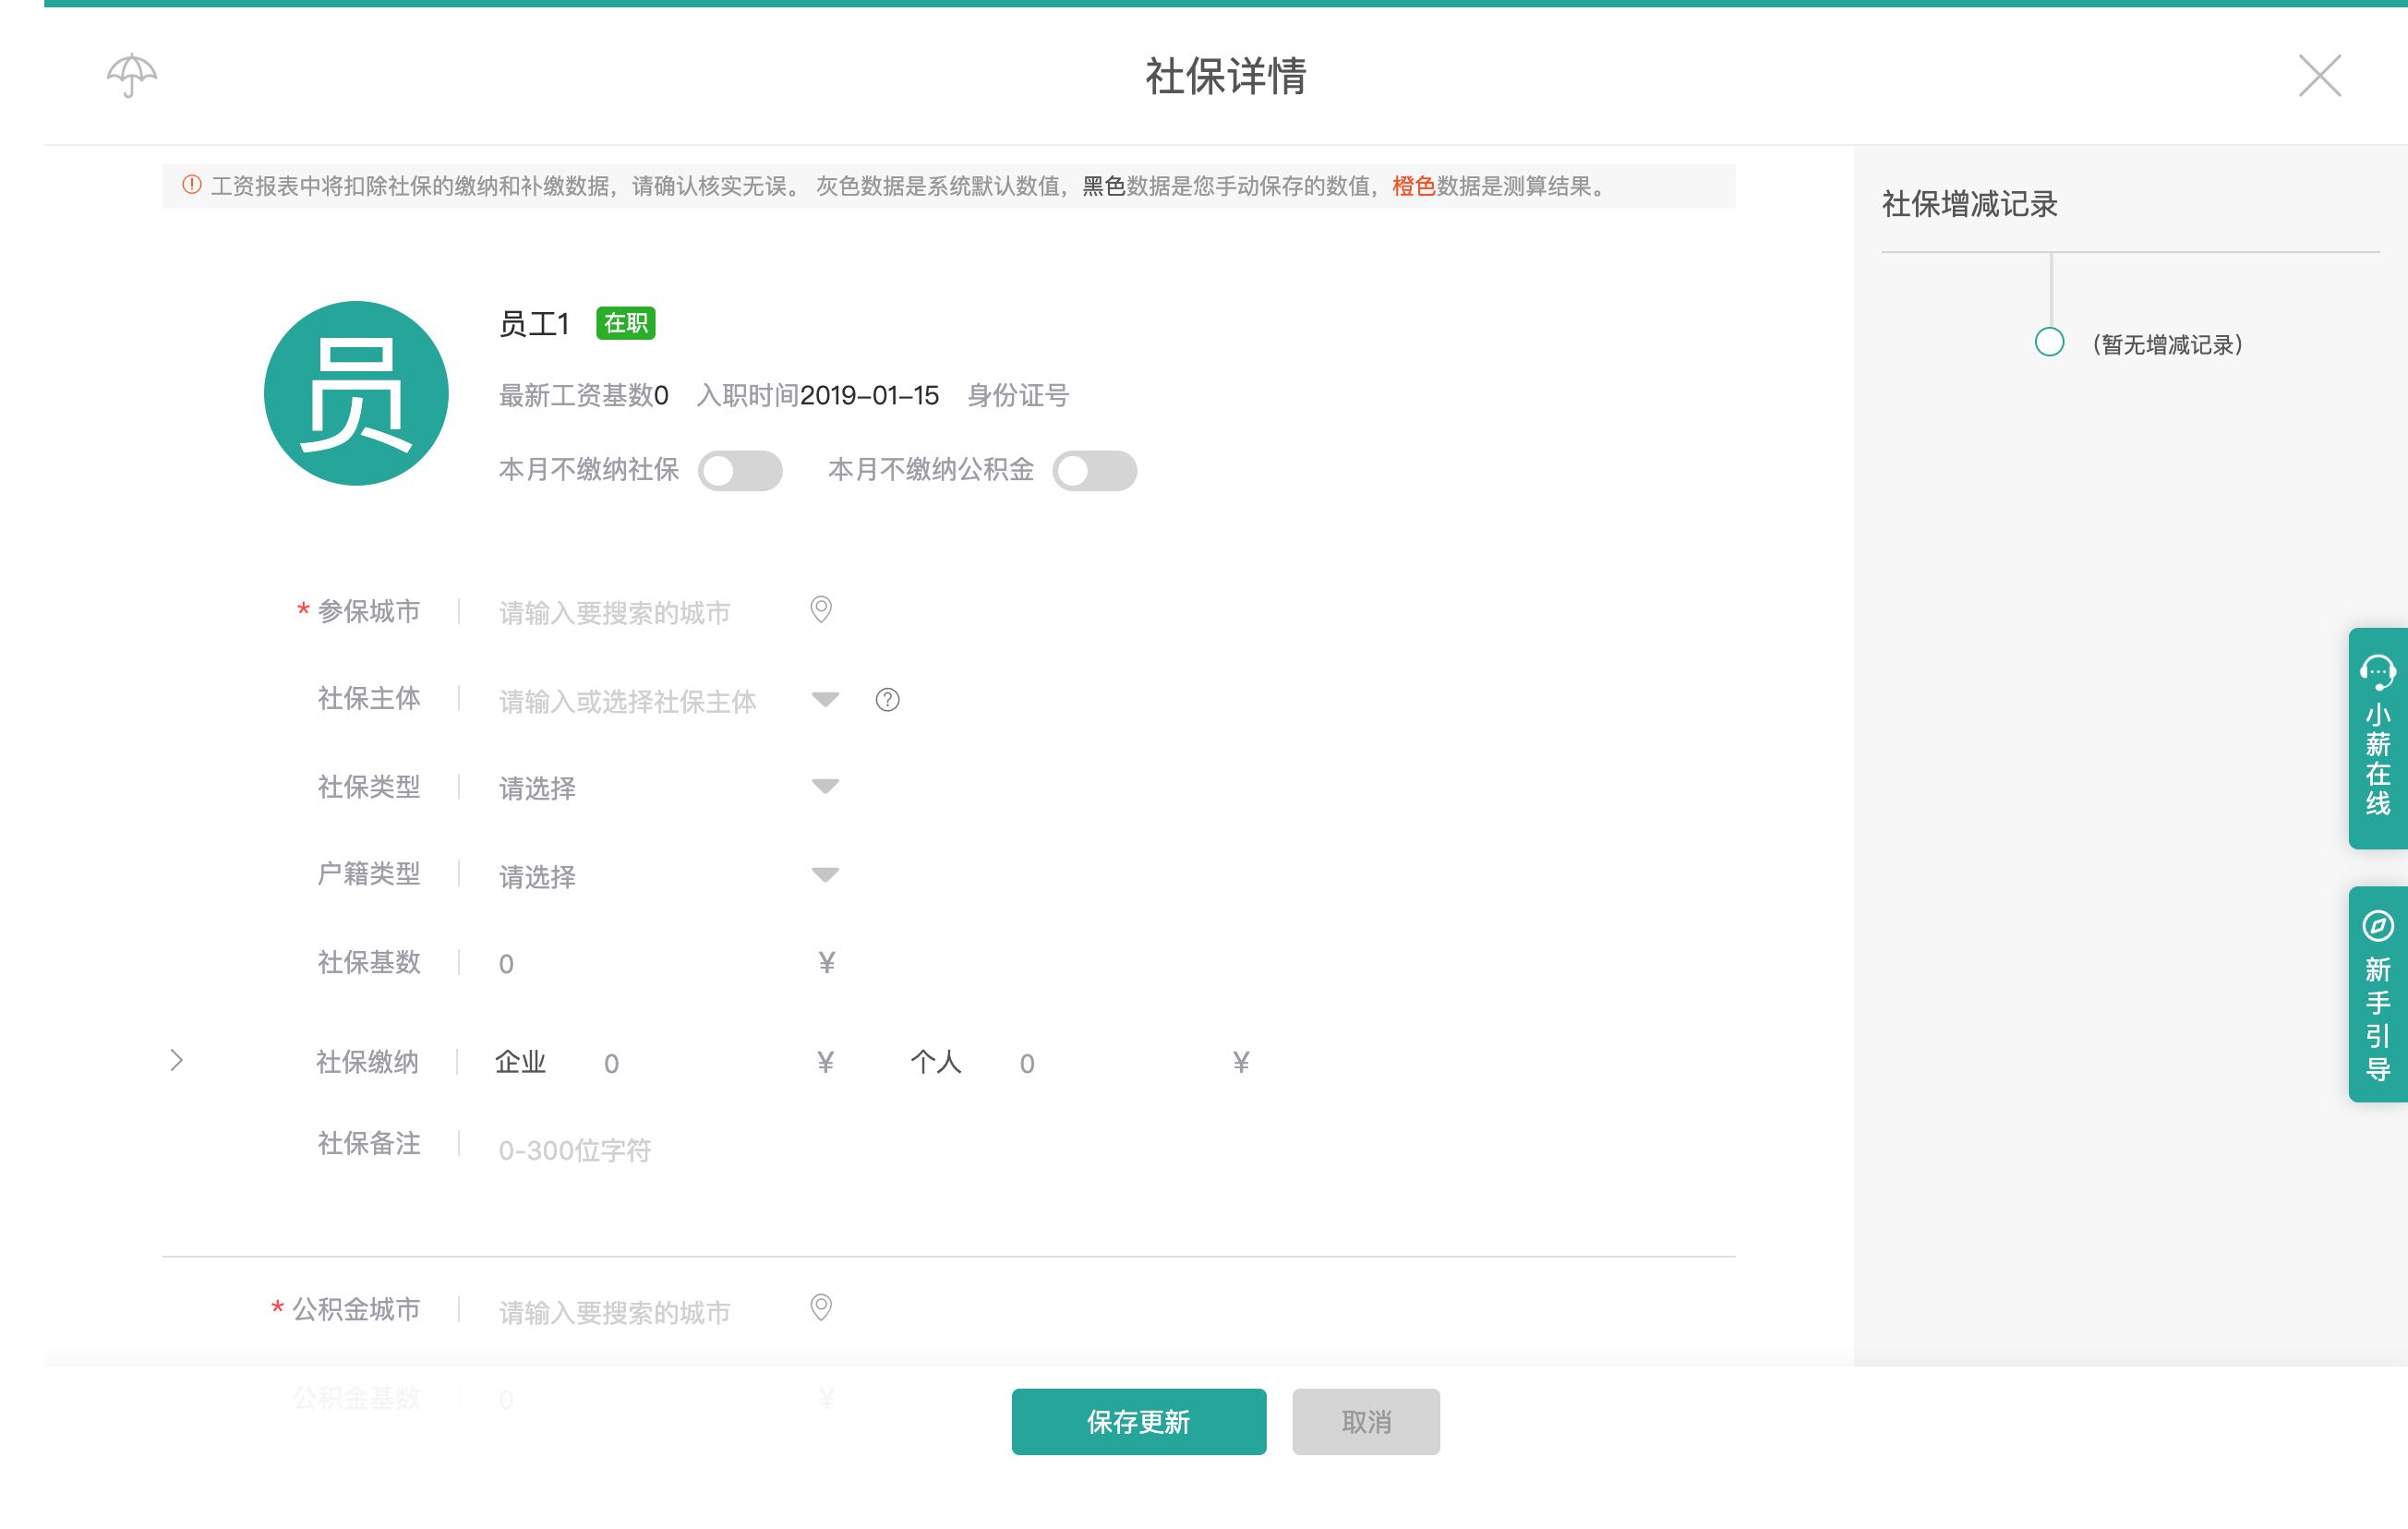 社保详情
工资报表中将扣除社保的缴纳和补缴数据，请确认核实无误。 灰色数据是系统默认数值，黑色数据是您手动保存的数值，橙色数据是测算结果。
员
员工1 在职
最新工资基数0 入职时间2019-01-15 身份证号
本月不缴纳社保 本月不缴纳公积金
* 参保城市 请输入要搜索的城市
社保主体 请输入或选择社保主体 ?
社保类型 请选择
户籍类型 请选择
社保基数 0 ¥
社保缴纳 企业 0 ¥ 个人 0 ¥
社保备注 0-300位字符
* 公积金城市 请输入要搜索的城市
公积金基数 0 ¥
保存更新 取消
社保增减记录
（暂无增减记录）
小薪在线
新手引导